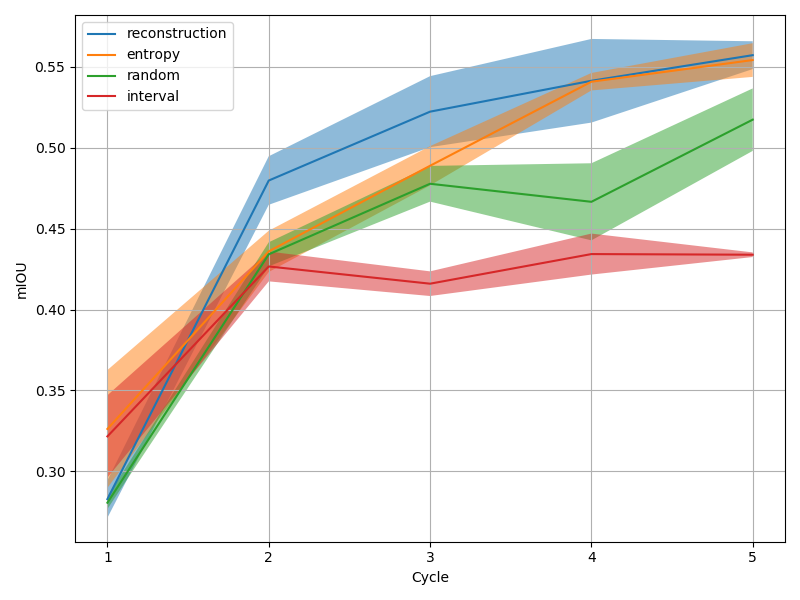 reconstruction
entropy
random
interval
mIOU
0.55
0.50
0.45
0.40
0.35
0.30
1 2 3 4 5
Cycle